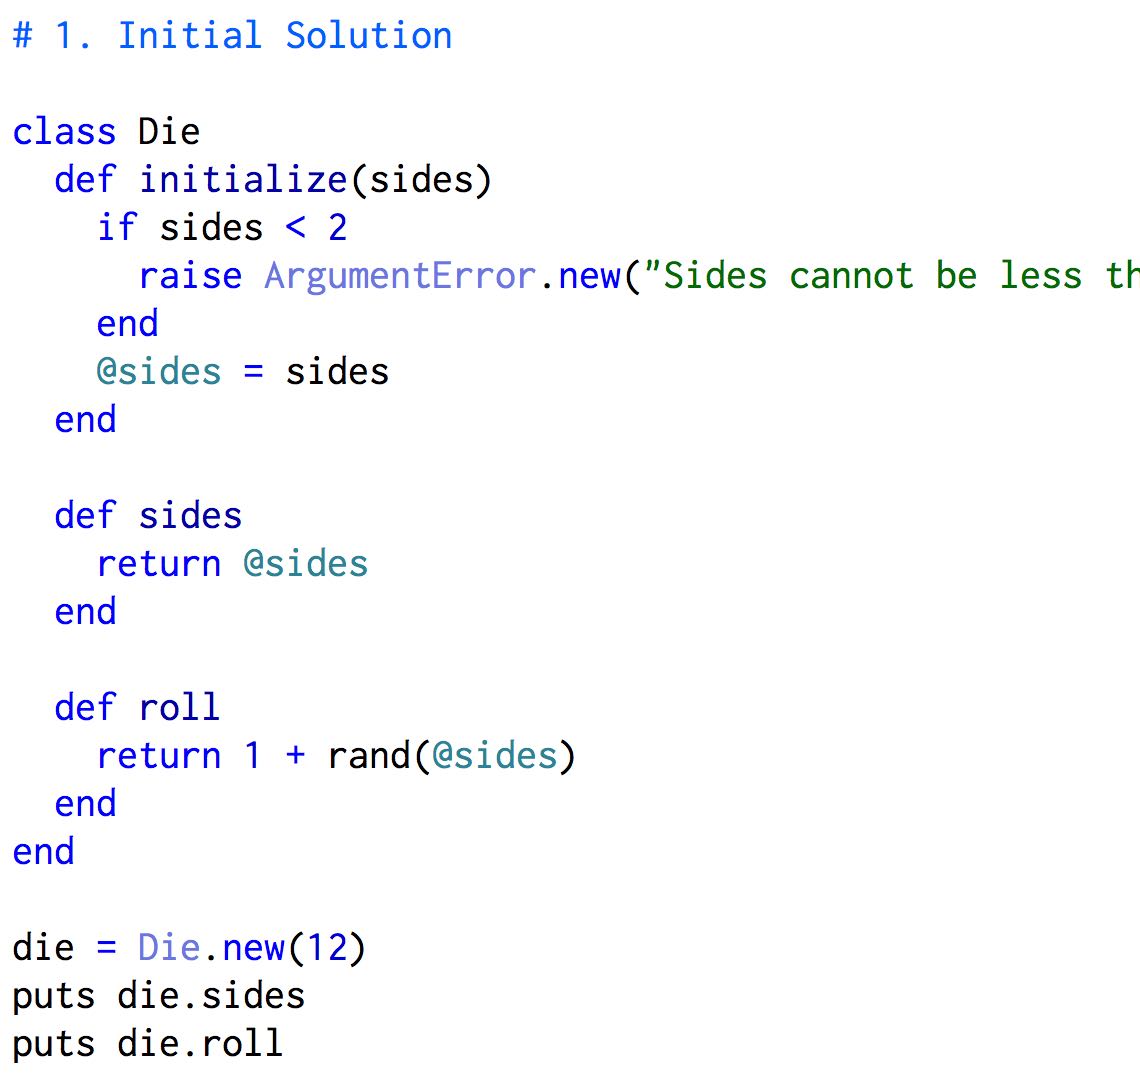 # 1. Initial Solution
class Die
def initialize(sides)
if sides < 2
raise ArgumentError.new("Sides cannot be less
end
@sides = sides
end
def sides
return @sides
end
def roll
return 1 + rand(@sides)
end
end
die = Die.new(12)
puts die.sides
puts die.roll